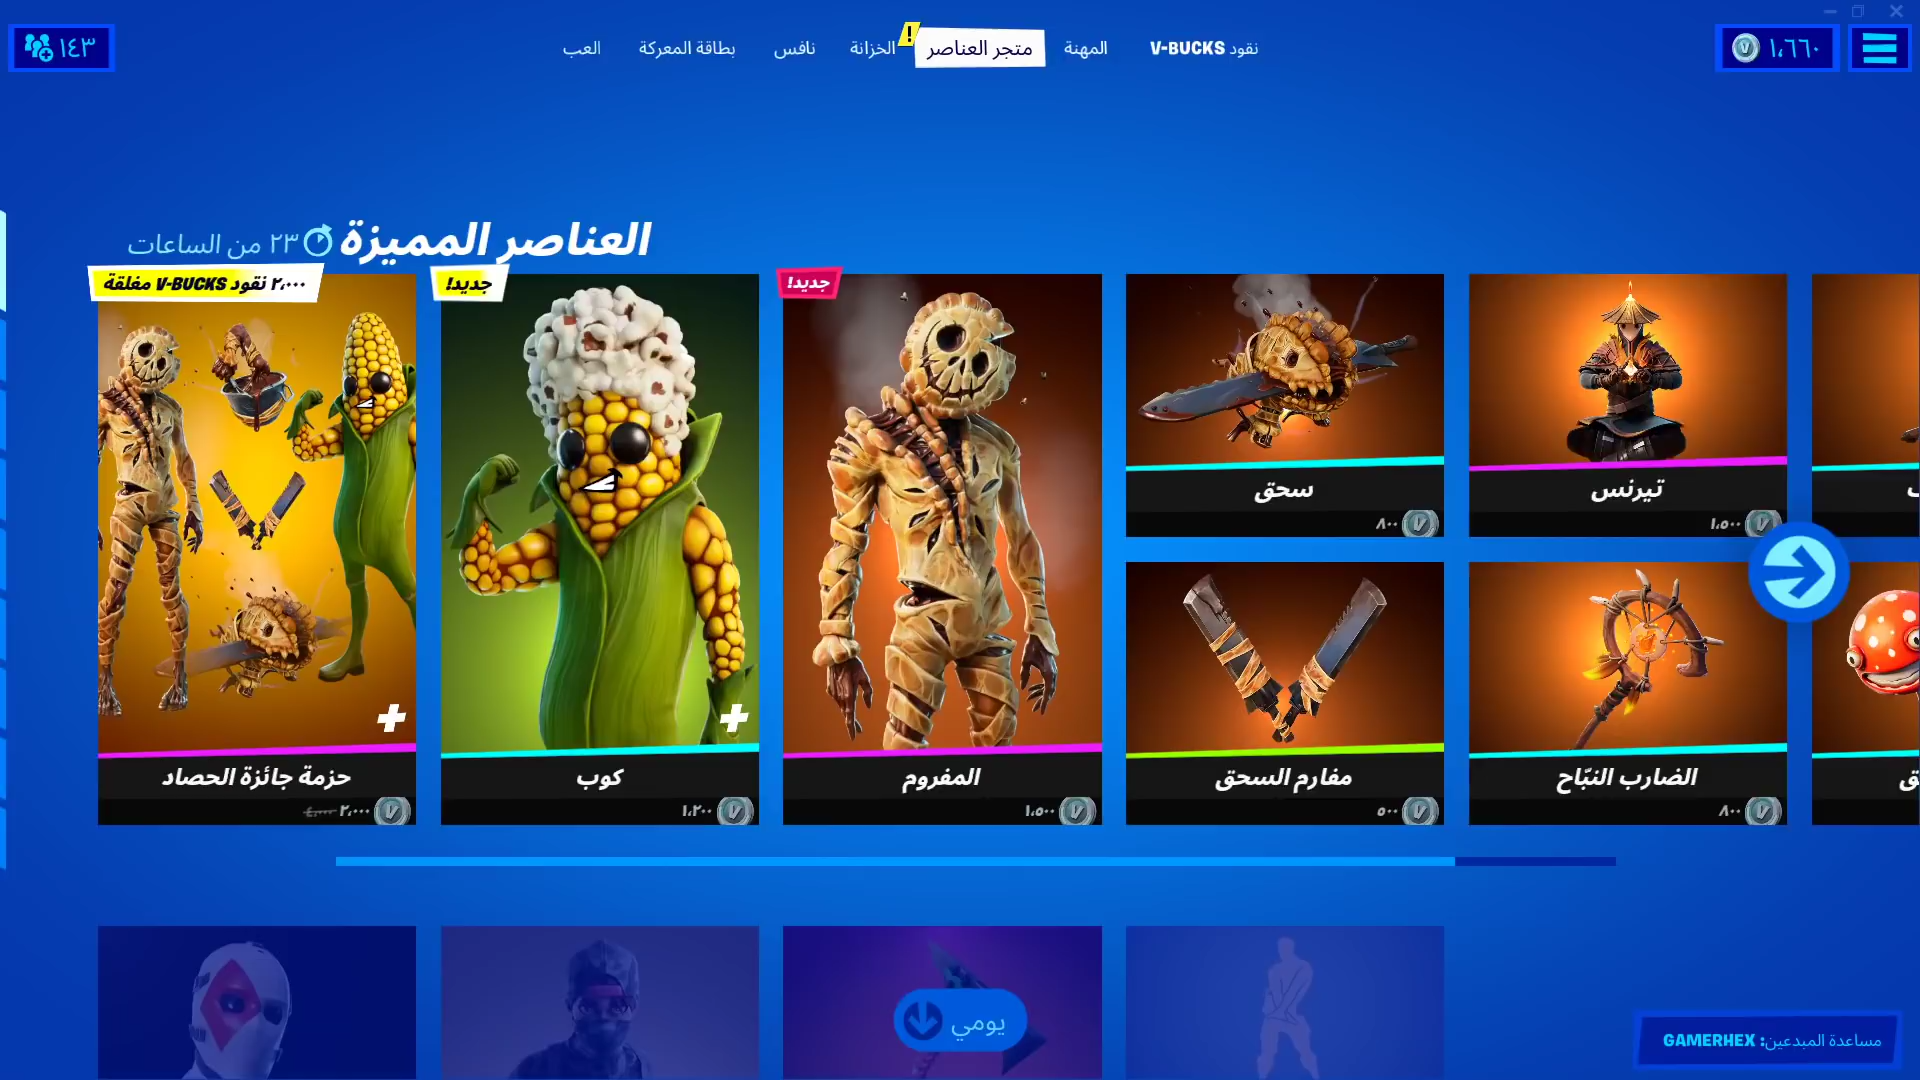 ١٤٣
العب
نافس
بطاقة المعركة
الخزانة
!
متجر العناصر
المهنة
نقود V-BUCKS
١،٦٦٠
العناصر المميزة
٢٣ من الساعات
٢،٠٠٠ نقود V-BUCKS مغلقة
جديد!
جديد!
سحق
٨٠٠
تيرنس
١،٥٠٠
حزمة جائزة الحصاد
٢،٠٠٠ ٤،٠٠٠
كوب
١،٢٠٠
المفروم
١،٥٠٠
مفارم السحق
٥٠٠
الضارب النبّاح
٨٠٠
يومي
مساعدة المبدعين: GAMERHEX